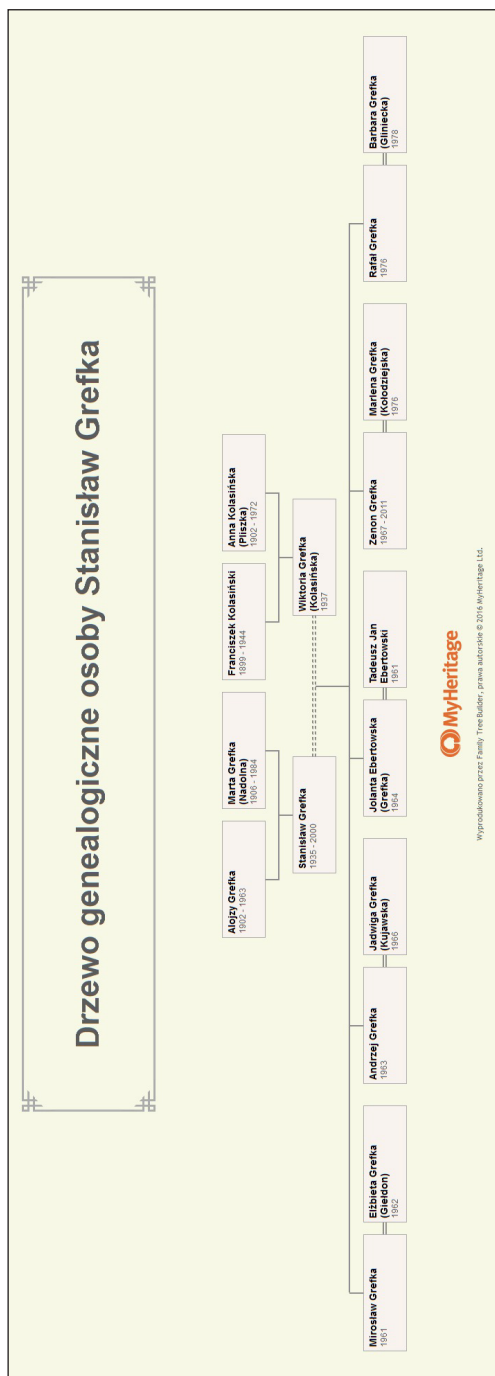 Drzewo genealogiczne osoby Stanisław Grefka
Alojzy Grefka
1902 - 1963
Marta Grefka
(Nadolna)
1906 - 1984
Franciszek Kolasiński
1899 - 1944
Anna Kolasińska
(Pliszka)
1902 - 1972
Stanisław Grefka
1935 - 2000
Wiktoria Grefka
(Kolasińska)
1937
Mirosław Grefka
1961
Elżbieta Grefka
(Giełdon)
1962
Andrzej Grefka
1963
Jadwiga Grefka
(Kujawska)
1966
Jolanta Ebertowska
(Grefka)
1964
Tadeusz Jan
Ebertowski
1961
Zenon Grefka
1967 - 2011
Marlena Grefka
(Kołodziejska)
1976
Rafał Grefka
1976
Barbara Grefka
(Gliniecka)
1978
MyHeritage
Wyprodukowano przez Family Tree Builder, prawa autorskie © 2016 MyHeritage Ltd.